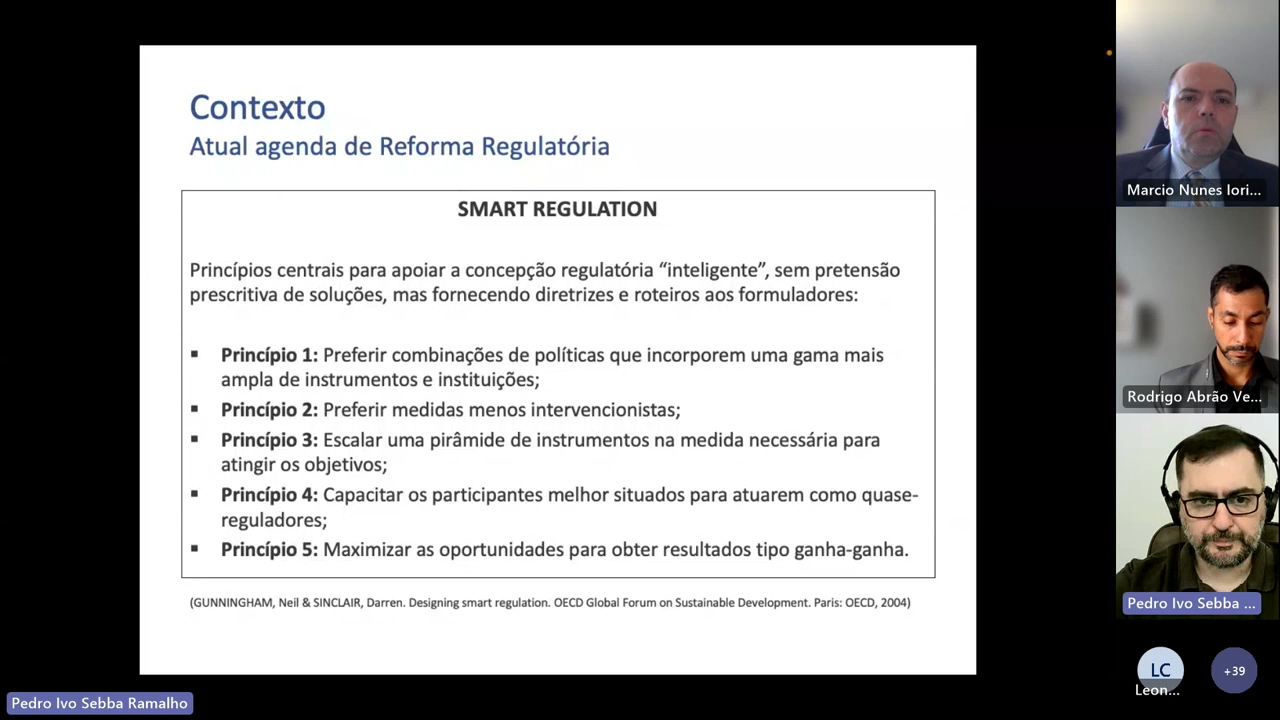 Contexto
Atual agenda de Reforma Regulatória
SMART REGULATION
Princípios centrais para apoiar a concepção regulatória “inteligente”, sem pretensão
prescritiva de soluções, mas fornecendo diretrizes e roteiros aos formuladores:
▪ Princípio 1: Preferir combinações de políticas que incorporem uma gama mais
ampla de instrumentos e instituições;
▪ Princípio 2: Preferir medidas menos intervencionistas;
▪ Princípio 3: Escalar uma pirâmide de instrumentos na medida necessária para
atingir os objetivos;
▪ Princípio 4: Capacitar os participantes melhor situados para atuarem como quase-
reguladores;
▪ Princípio 5: Maximizar as oportunidades para obter resultados tipo ganha-ganha.
(GUNNINGHAM, Neil & SINCLAIR, Darren. Designing smart regulation. OECD Global Forum on Sustainable Development. Paris: OECD, 2004)
Pedro Ivo Sebba Ramalho
Marcio Nunes Iori...
Rodrigo Abrão Ve...
Pedro Ivo Sebba ...
LC
Leon...
+39